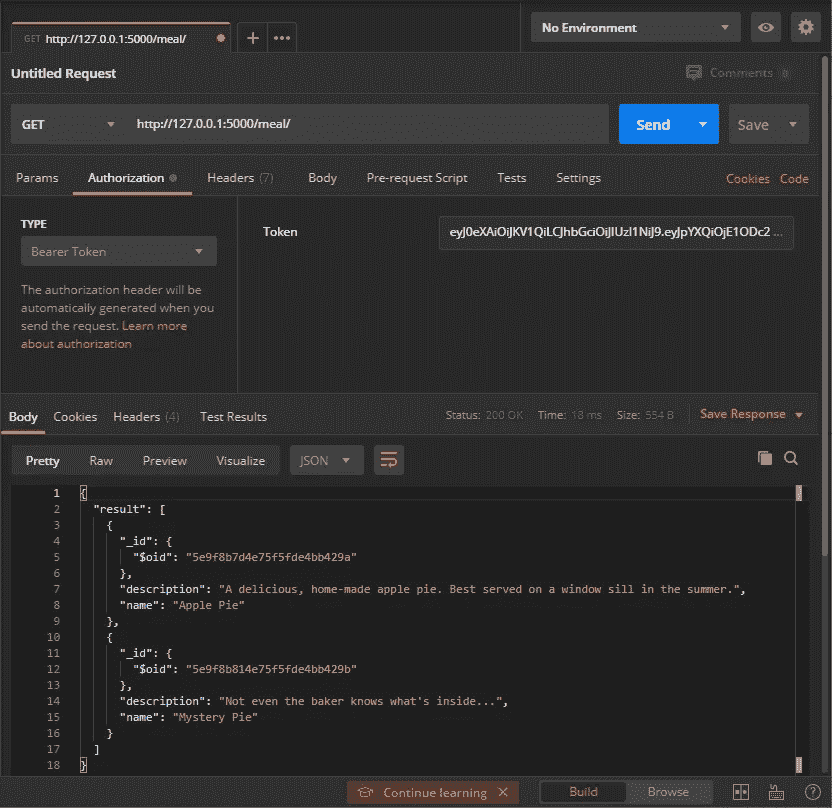 GET http://127.0.0.1:5000/meal/
No Environment
Untitled Request
Comments 0
GET http://127.0.0.1:5000/meal/ Send Save
Params Authorization Headers (7) Body Pre-request Script Tests Settings Cookies Code
TYPE
Bearer Token
The authorization header will be
automatically generated when you
send the request. Learn more
about authorization
Token eyJ0eXAiOiJKV1QiLCJhbGciOiJIUzI1NiJ9.eyJpYXQiOjE1ODc2 ...
Body Cookies Headers (4) Test Results Status: 200 OK Time: 18 ms Size: 554 B Save Response
Pretty Raw Preview Visualize JSON
1 {
2 "result": [
3 {
4 "_id": {
5 "$oid": "5e9f8b7d4e75f5fde4bb429a"
6 },
7 "description": "A delicious, home-made apple pie. Best served on a window sill in the summer.",
8 "name": "Apple Pie"
9 },
10 {
11 "_id": {
12 "$oid": "5e9f8b814e75f5fde4bb429b"
13 },
14 "description": "Not even the baker knows what's inside...",
15 "name": "Mystery Pie"
16 }
17 ]
18 }
Continue learning Build Browse